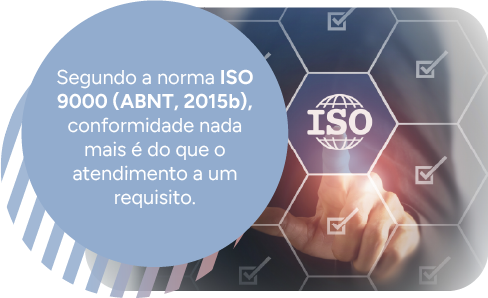 Segundo a norma ISO
9000 (ABNT, 2015b),
conformidade nada
mais é do que o
atendimento a um
requisito.
ISO